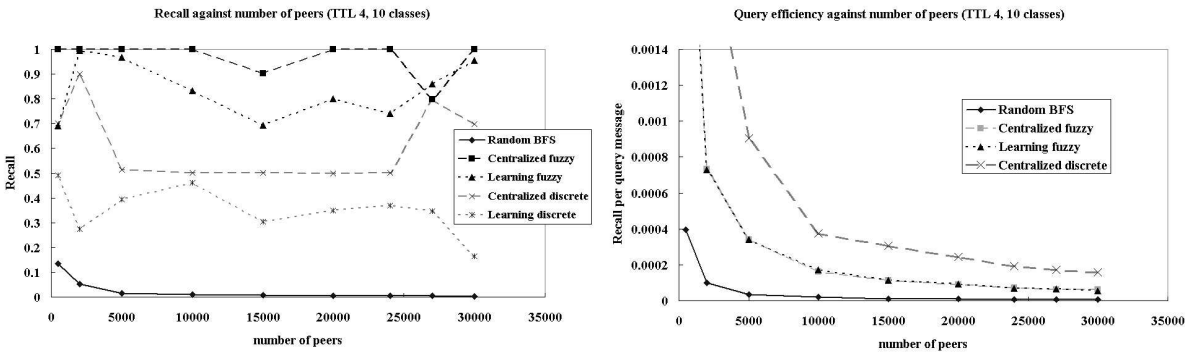 Recall against number of peers (TTL 4, 10 classes)
1
0.9
0.8
0.7
0.6
0.5
0.4
0.3
0.2
0.1
0
Recall
0 5000 10000 15000 20000 25000 30000 35000
number of peers
Random BFS
Centralized fuzzy
Learning fuzzy
Centralized discrete
Learning discrete
Query efficiency against number of peers (TTL 4, 10 classes)
0.0014
0.0012
0.001
0.0008
0.0006
0.0004
0.0002
0
Recall per query message
0 5000 10000 15000 20000 25000 30000 35000
number of peers
Random BFS
Centralized fuzzy
Learning fuzzy
Centralized discrete